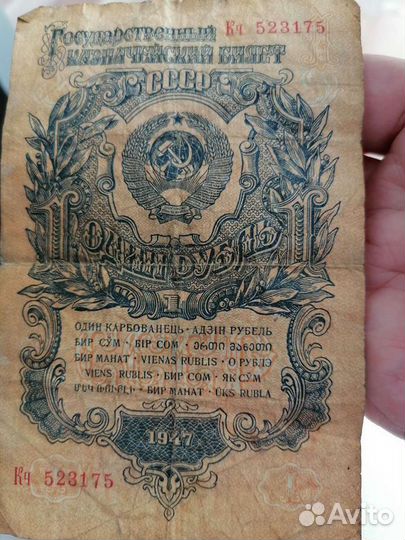 Государственный Кч 523175
Казначейский Билет
СССР
1 ОДИН РУБЛЬ 1
1
ОДИН КАРБОВАНЕЦЬ · АДЗІН РУБЕЛЬ
БИР СЎМ · БІР СОМ · ᲔᲠᲗᲘ ᲛᲐᲜᲔᲗᲘ
БИР МАНАТ · VIENAS RUBLIS · О РУБЛЭ
VIENS RUBLIS · БИР СОМ · ЯК СӮМ
ՄԵԿ ՌՈՒԲԼԻ · БИР МАНАТ · ÜKS RUBLA
1947
Кч 523175
Avito